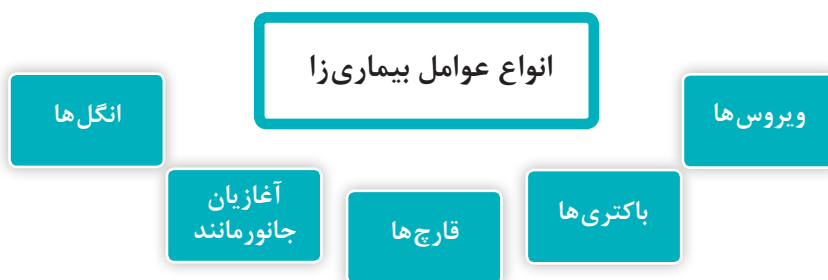 انواع عوامل بیماری‌زا
ویروس‌ها
باکتری‌ها
قارچ‌ها
آغازیان
جانورمانند
انگل‌ها